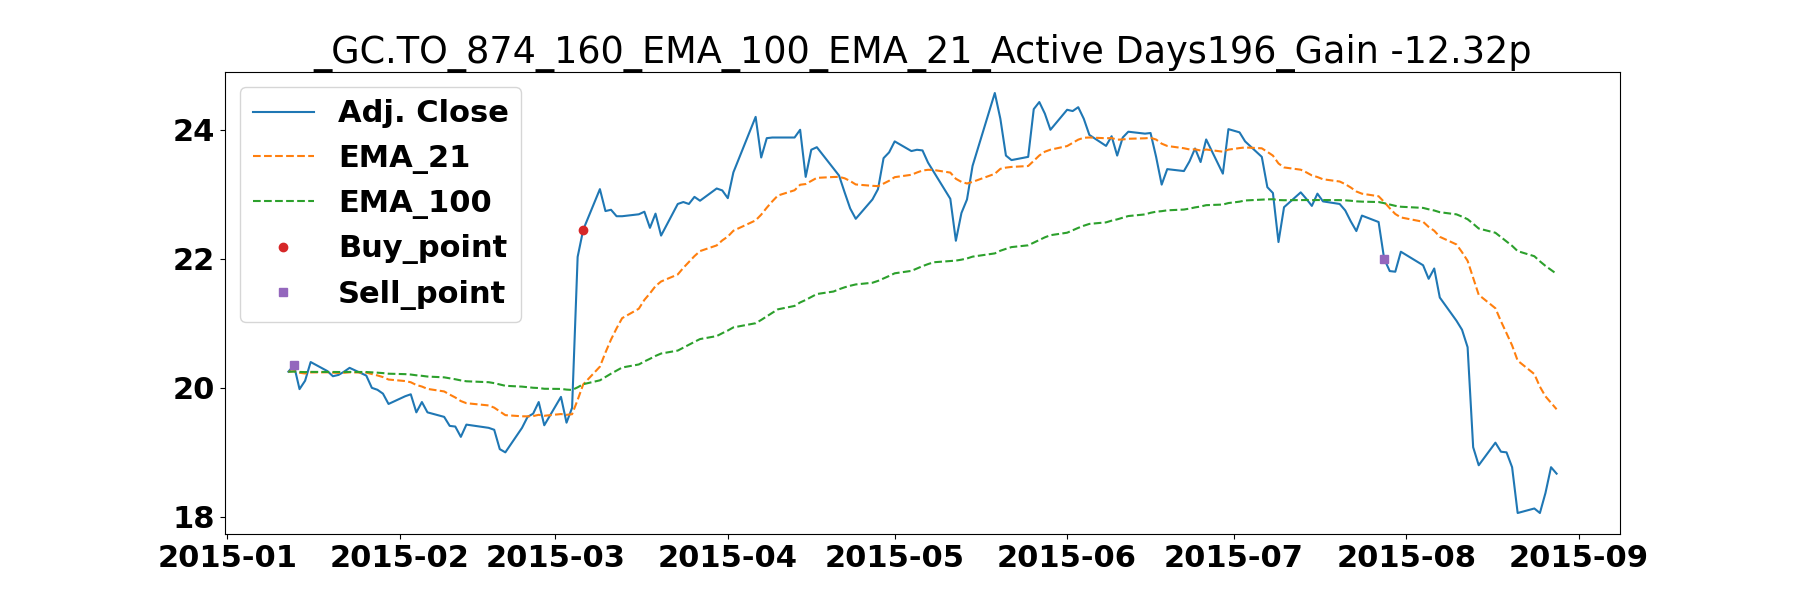 _GC.TO_874_160_EMA_100_EMA_21_Active Days196_Gain -12.32p
Adj. Close
EMA_21
EMA_100
Buy_point
Sell_point
24
22
20
18
2015-01 2015-02 2015-03 2015-04 2015-05 2015-06 2015-07 2015-08 2015-09